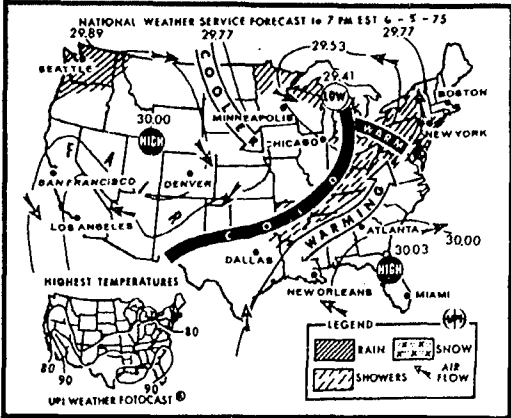 NATIONAL WEATHER SERVICE FORECAST to 7 PM EST 6 - 5 - 75
29.89
29.77
29.53
29.77
SEATTLE
COOLER
29.41
LOW
BOSTON
MINNEAPOLIS
30.00
WARM
NEW YORK
HIGH
CHICAGO
FAIR
SAN FRANCISCO
DENVER
COLD
LOS ANGELES
WARMING
ATLANTA
30.00
DALLAS
30.03
HIGH
HIGHEST TEMPERATURES
NEW ORLEANS
MIAMI
80
LEGEND
UPI
RAIN
SNOW
80
90
90
SHOWERS
AIR
FLOW
UPI WEATHER FOTOCAST ®